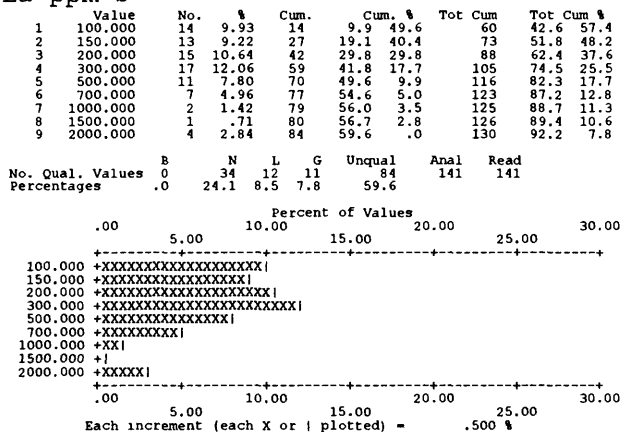 La ppm S
Value No. % Cum. Cum. % Tot Cum Tot Cum %
1 100.000 14 9.93 14 9.9 49.6 60 42.6 57.4
2 150.000 13 9.22 27 19.1 40.4 73 51.8 48.2
3 200.000 15 10.64 42 29.8 29.8 88 62.4 37.6
4 300.000 17 12.06 59 41.8 17.7 105 74.5 25.5
5 500.000 11 7.80 70 49.6 9.9 116 82.3 17.7
6 700.000 7 4.96 77 54.6 5.0 123 87.2 12.8
7 1000.000 2 1.42 79 56.0 3.5 125 88.7 11.3
8 1500.000 1 .71 80 56.7 2.8 126 89.4 10.6
9 2000.000 4 2.84 84 59.6 .0 130 92.2 7.8
B N L G Unqual Anal Read
No. Qual. Values 0 34 12 11 84 141 141
Percentages .0 24.1 8.5 7.8 59.6
Percent of Values
.00 10.00 20.00 30.00
5.00 15.00 25.00
+---------+---------+---------+---------+---------+---------+
100.000 +XXXXXXXXXXXXXXXXXXX|
150.000 +XXXXXXXXXXXXXXXXX|
200.000 +XXXXXXXXXXXXXXXXXXXX|
300.000 +XXXXXXXXXXXXXXXXXXXXXXX|
500.000 +XXXXXXXXXXXXXXX|
700.000 +XXXXXXXXX|
1000.000 +XX|
1500.000 +|
2000.000 +XXXXX|
+---------+---------+---------+---------+---------+---------+
.00 10.00 20.00 30.00
5.00 15.00 25.00
Each increment (each X or | plotted) = .500 %